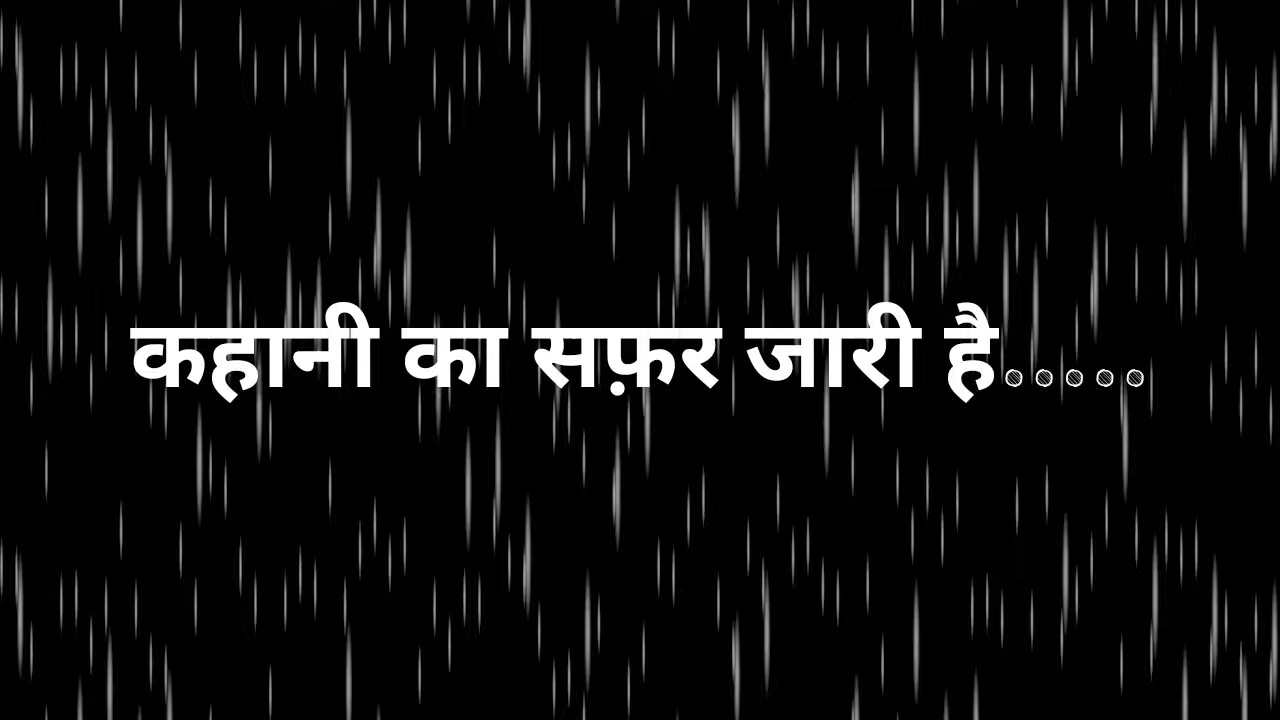 कहानी का सफ़र जारी है.....